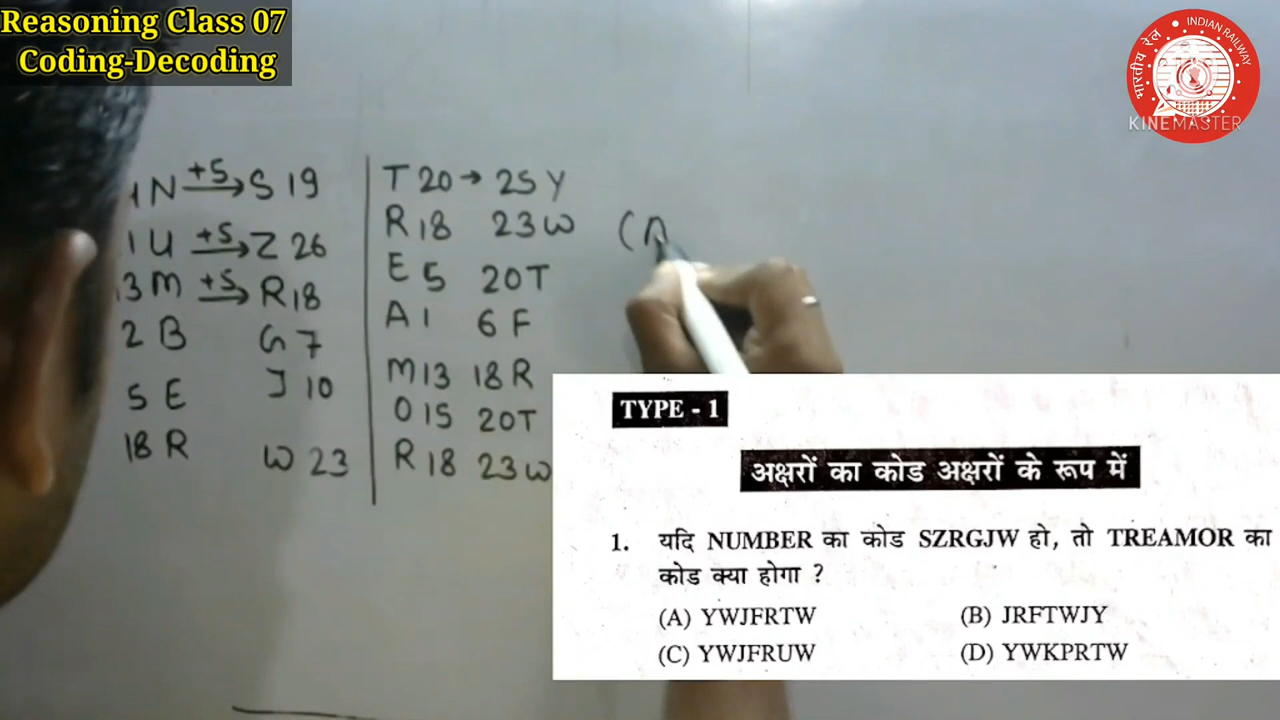 Reasoning Class 07
Coding-Decoding
भारतीय रेल
INDIAN RAILWAY
KINEMASTER
N +5→ S 19
1 U +5→ Z 26
3 M +5→ R 18
2 B G 7
5 E J 10
18 R W 23
T 20 → 25 Y
R 18 23 W
E 5 20 T
A 1 6 F
M 13 18 R
O 15 20 T
R 18 23 W
(A
TYPE - 1
अक्षरों का कोड अक्षरों के रूप में
1. यदि NUMBER का कोड SZRGJW हो, तो TREAMOR का
कोड क्या होगा ?
(A) YWJFRTW (B) JRFTWJY
(C) YWJFRUW (D) YWKPRTW